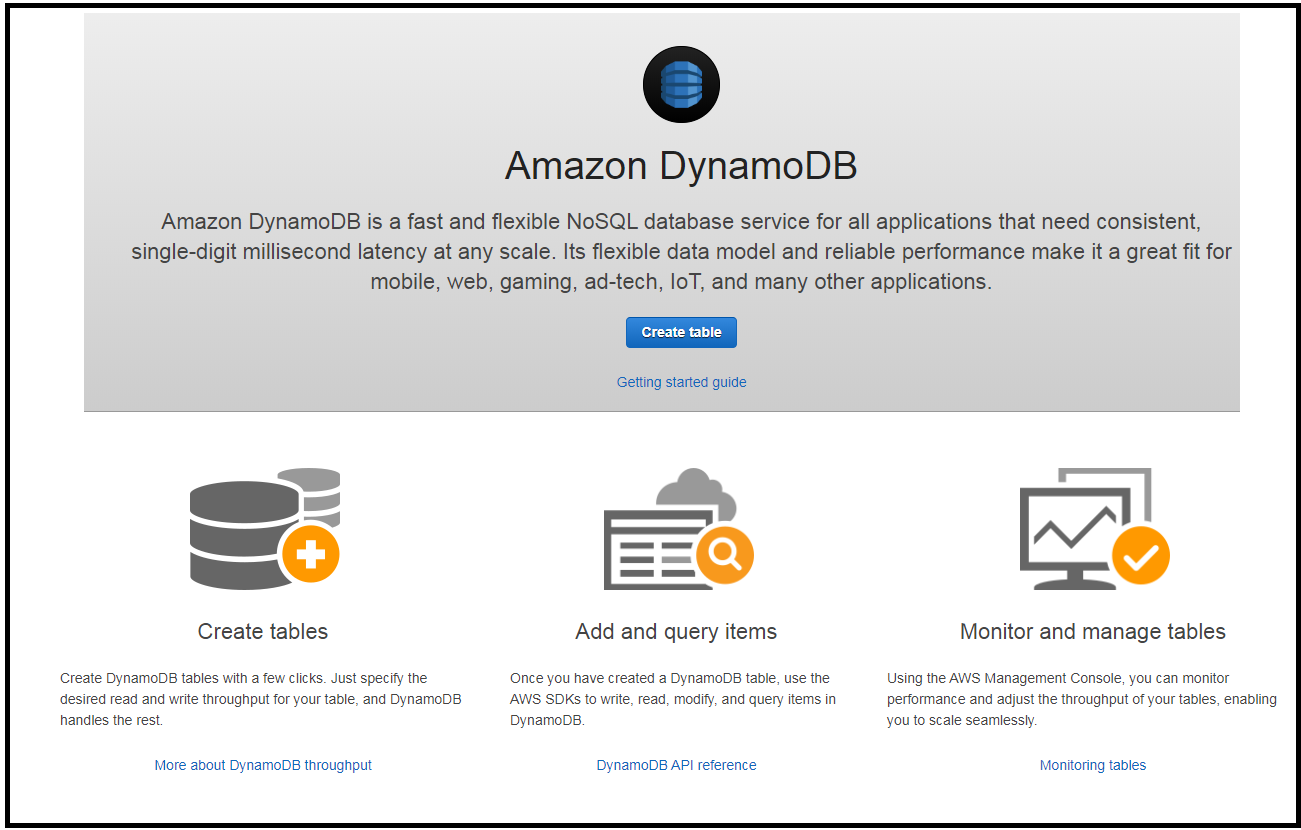 Amazon DynamoDB
Amazon DynamoDB is a fast and flexible NoSQL database service for all applications that need consistent,
single-digit millisecond latency at any scale. Its flexible data model and reliable performance make it a great fit for
mobile, web, gaming, ad-tech, IoT, and many other applications.
Create table
Getting started guide
Create tables
Create DynamoDB tables with a few clicks. Just specify the
desired read and write throughput for your table, and DynamoDB
handles the rest.
More about DynamoDB throughput
Add and query items
Once you have created a DynamoDB table, use the
AWS SDKs to write, read, modify, and query items in
DynamoDB.
DynamoDB API reference
Monitor and manage tables
Using the AWS Management Console, you can monitor
performance and adjust the throughput of your tables, enabling
you to scale seamlessly.
Monitoring tables